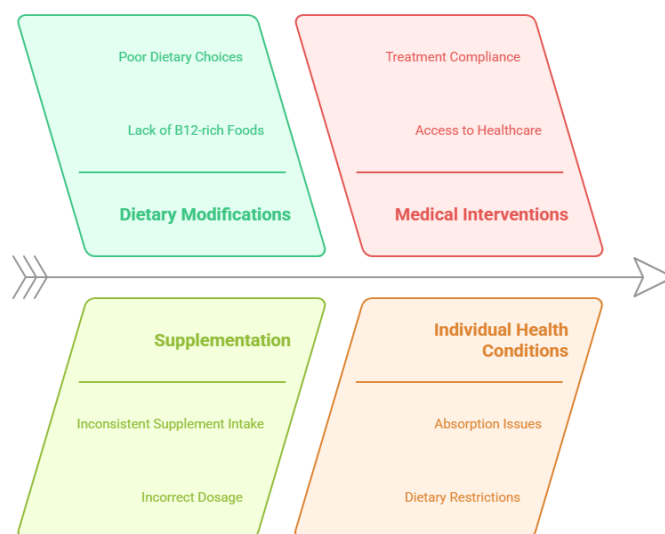 Poor Dietary Choices
Lack of B12-rich Foods
Dietary Modifications
Treatment Compliance
Access to Healthcare
Medical Interventions
Supplementation
Inconsistent Supplement Intake
Incorrect Dosage
Individual Health
Conditions
Absorption Issues
Dietary Restrictions